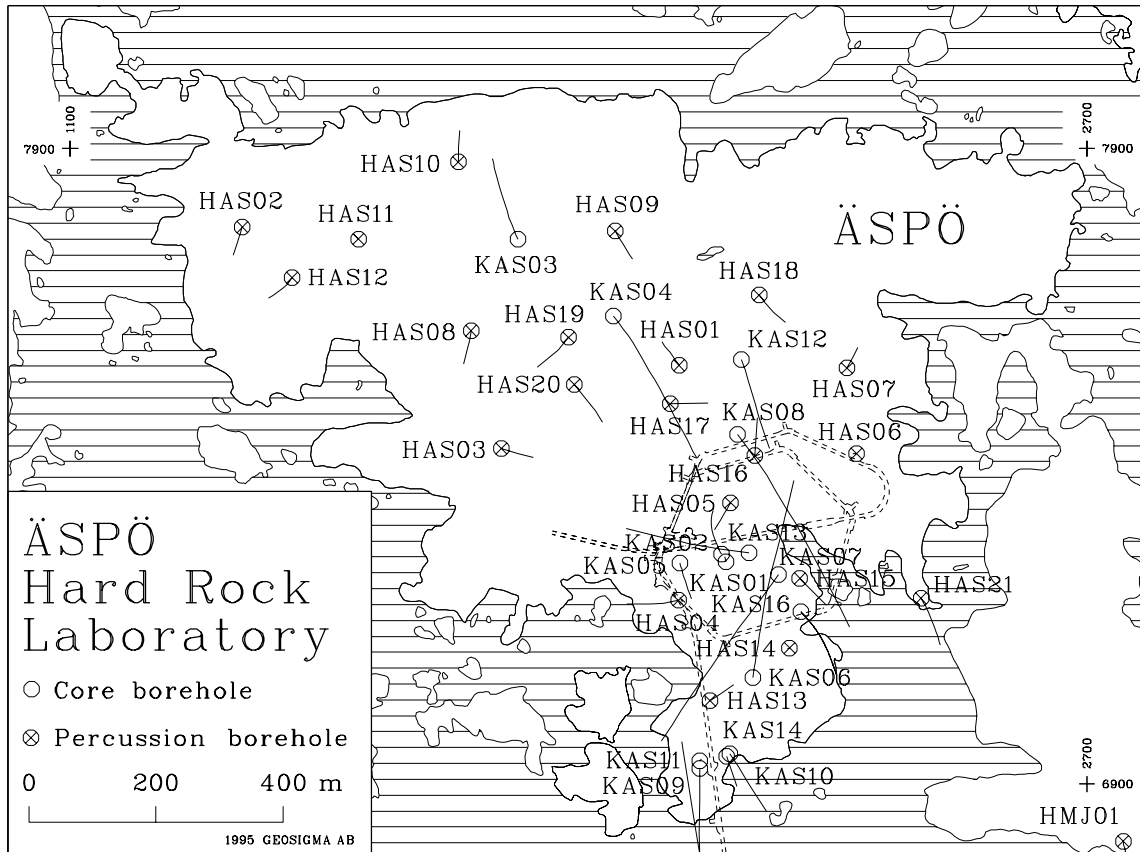 1100
7900
2700
7900
HAS10
HAS02
HAS11
HAS09
ÄSPÖ
KAS03
HAS18
HAS12
KAS04
HAS19
HAS08
HAS01
KAS12
HAS20
HAS07
KAS08
HAS17
HAS06
HAS03
HAS16
HAS05
KAS13
KAS02
KAS07
KAS05
KAS01
HAS15
HAS21
KAS16
HAS04
HAS14
KAS06
HAS13
KAS14
KAS11
KAS10
KAS09
2700
6900
HMJ01
ÄSPÖ
Hard Rock
Laboratory
Core borehole
Percussion borehole
0 200 400 m
1995 GEOSIGMA AB